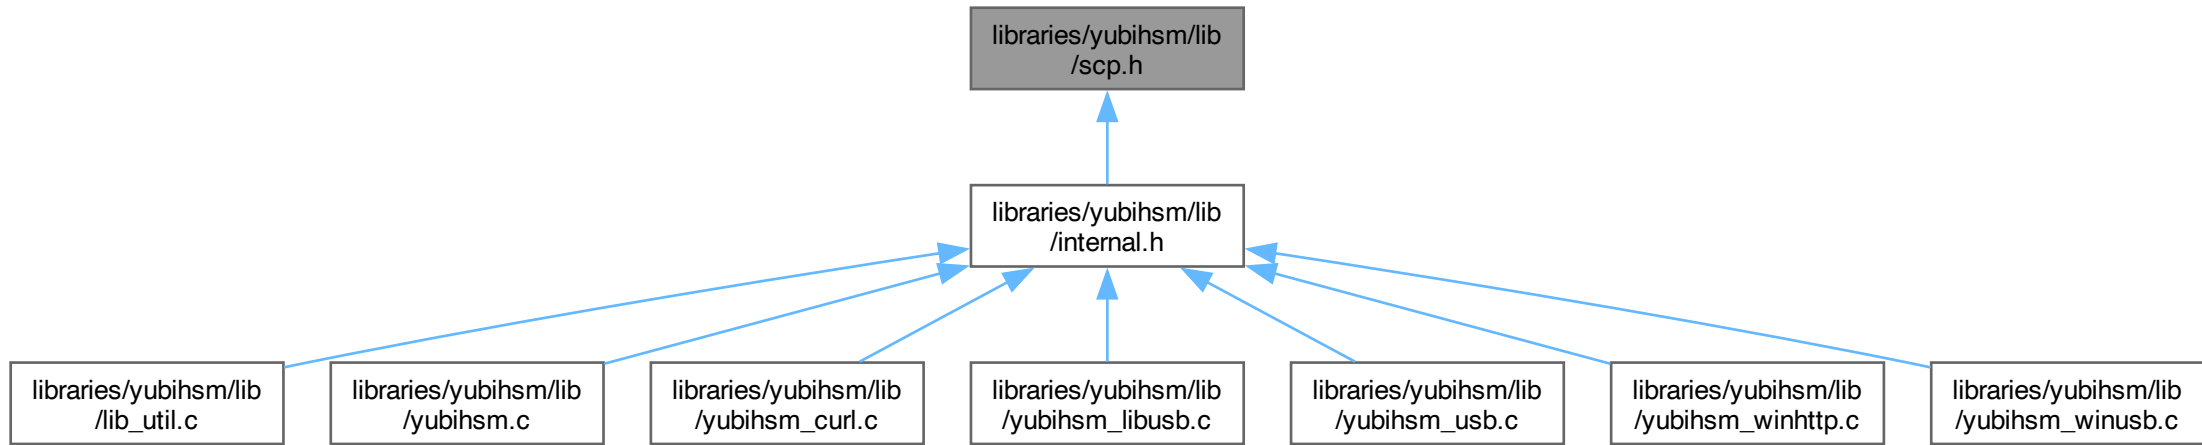 libraries/yubihsm/lib
/scp.h
libraries/yubihsm/lib
/internal.h
libraries/yubihsm/lib
/lib_util.c
libraries/yubihsm/lib
/yubihsm.c
libraries/yubihsm/lib
/yubihsm_curl.c
libraries/yubihsm/lib
/yubihsm_libusb.c
libraries/yubihsm/lib
/yubihsm_usb.c
libraries/yubihsm/lib
/yubihsm_winhttp.c
libraries/yubihsm/lib
/yubihsm_winusb.c